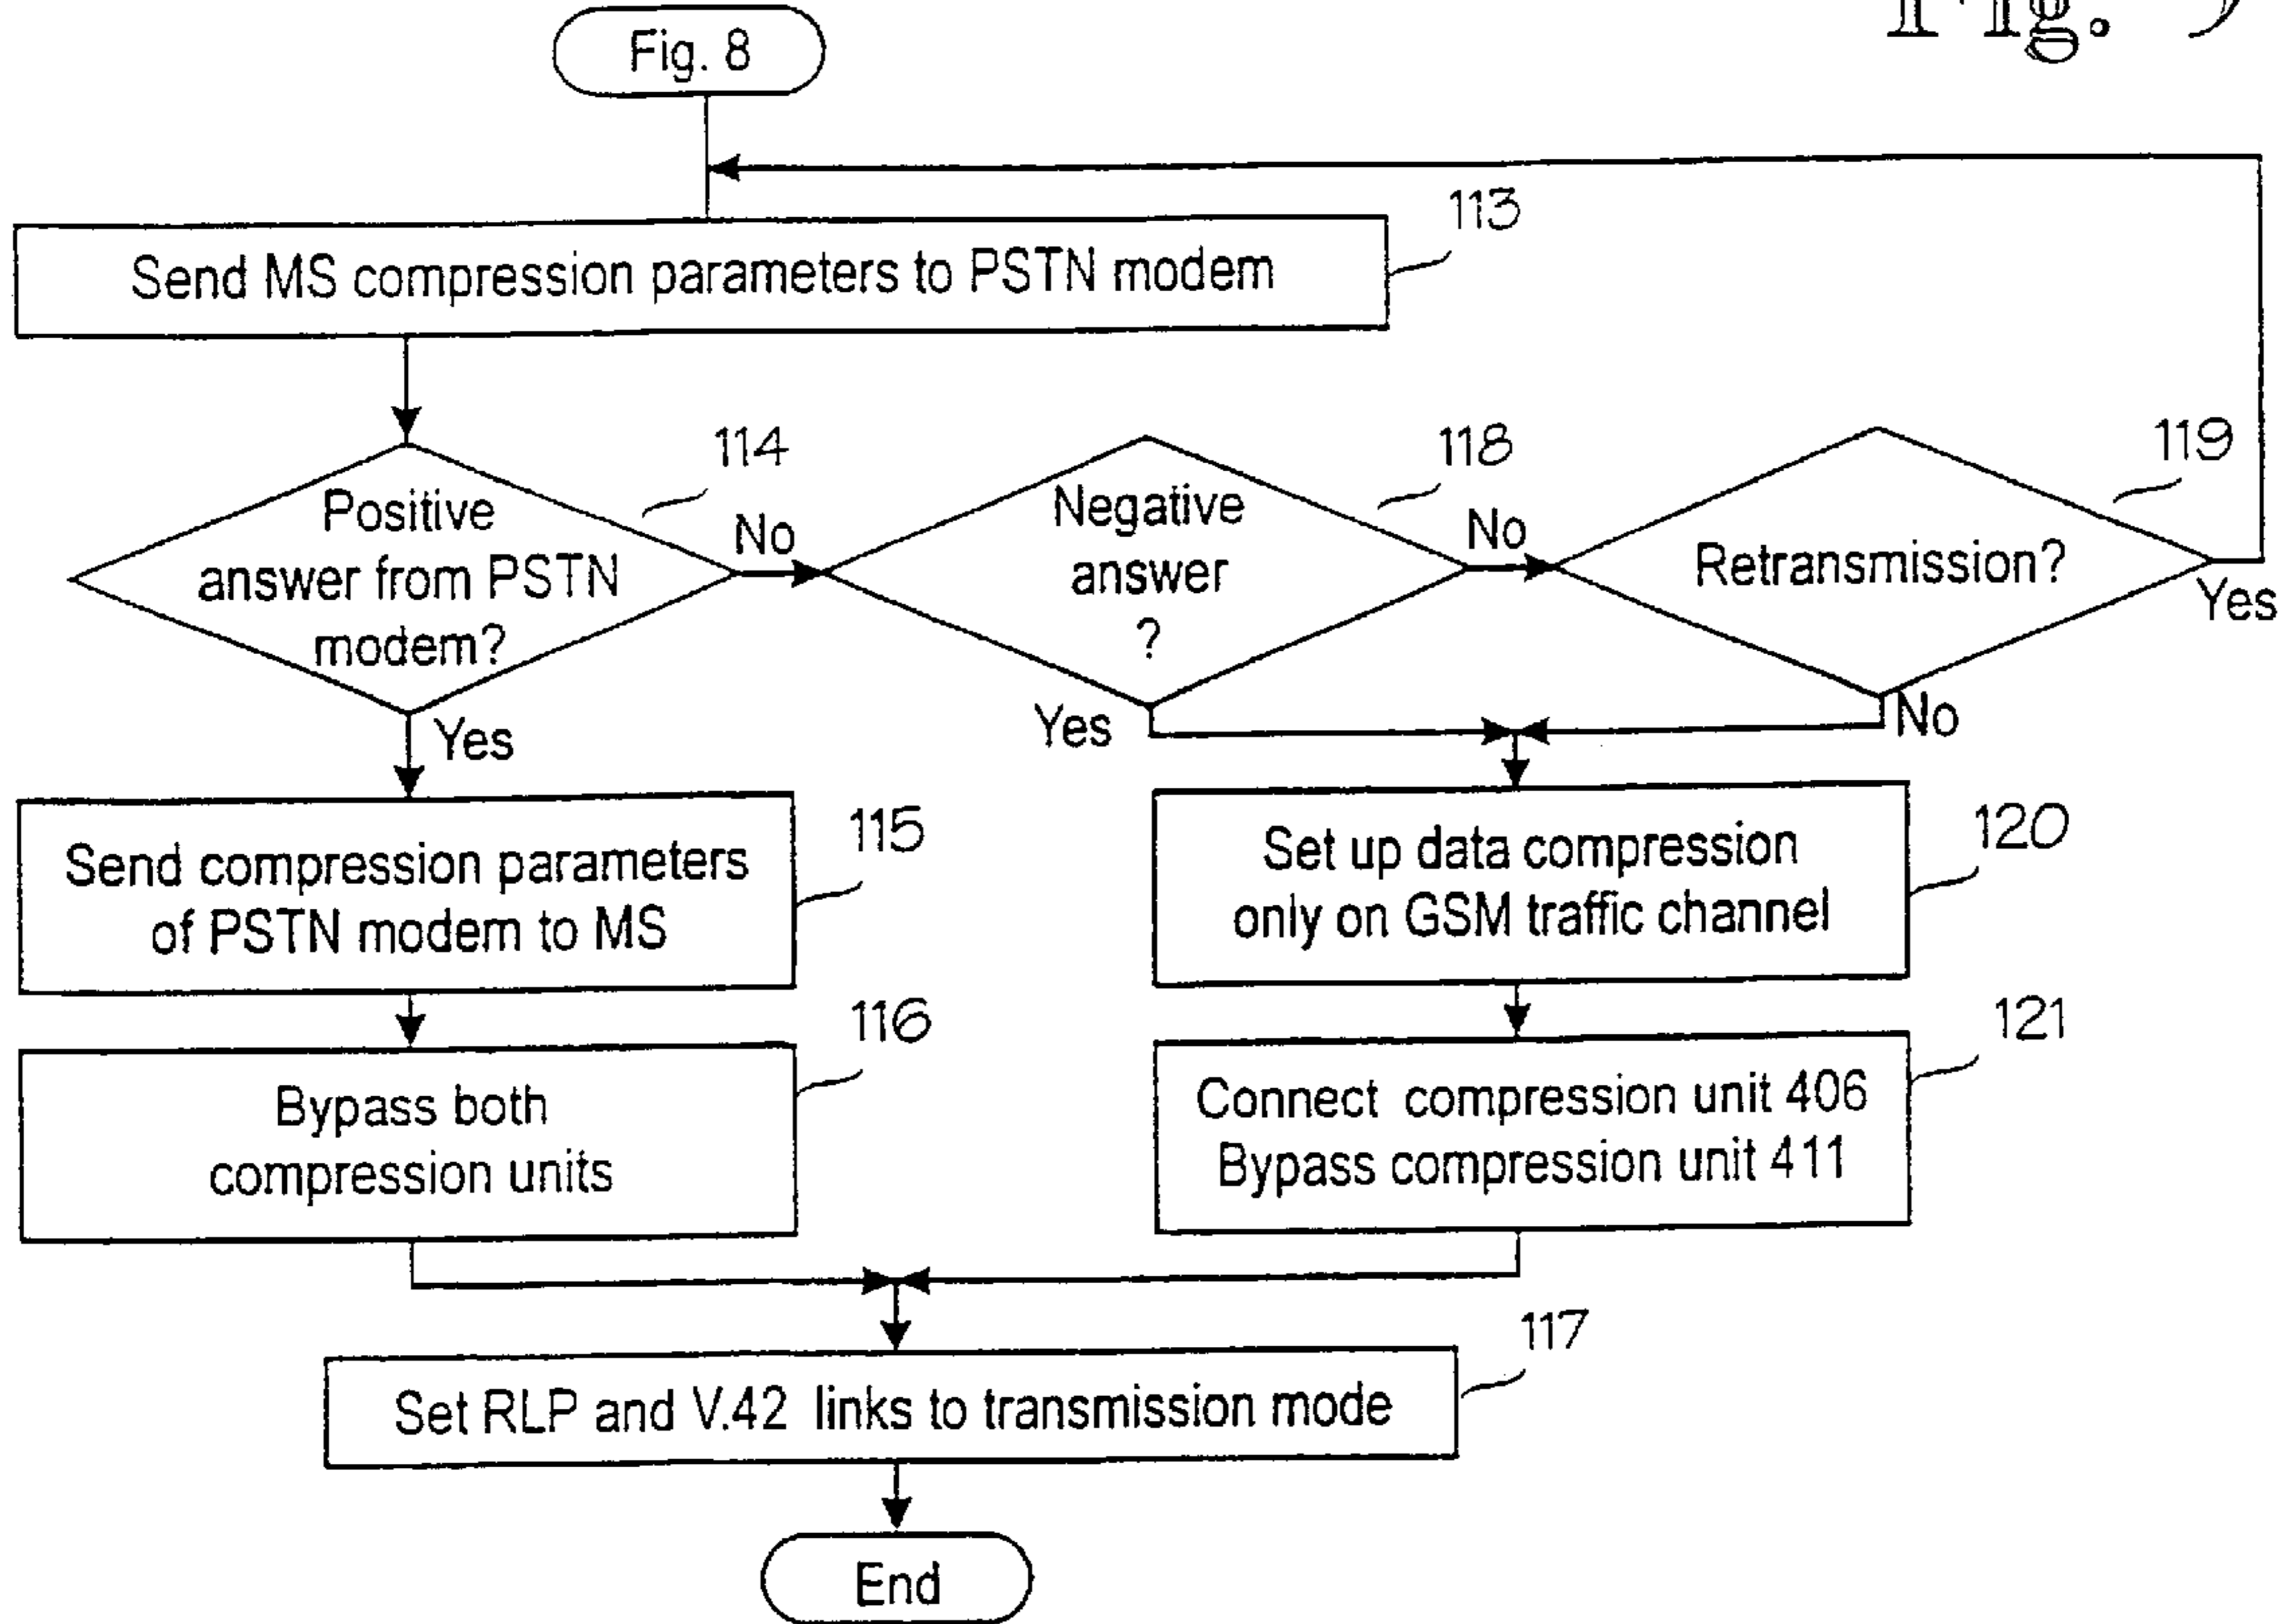 Fig. 8
Fig.
113
Send MS compression parameters to PSTN modem
114
118
119
Positive
answer from PSTN
modem?
No
Negative
answer
?
No
Retransmission?
Yes
Yes
Yes
No
115
Send compression parameters
of PSTN modem to MS
120
Set up data compression
only on GSM traffic channel
116
Bypass both
compression units
121
Connect compression unit 406
Bypass compression unit 411
117
Set RLP and V.42 links to transmission mode
End